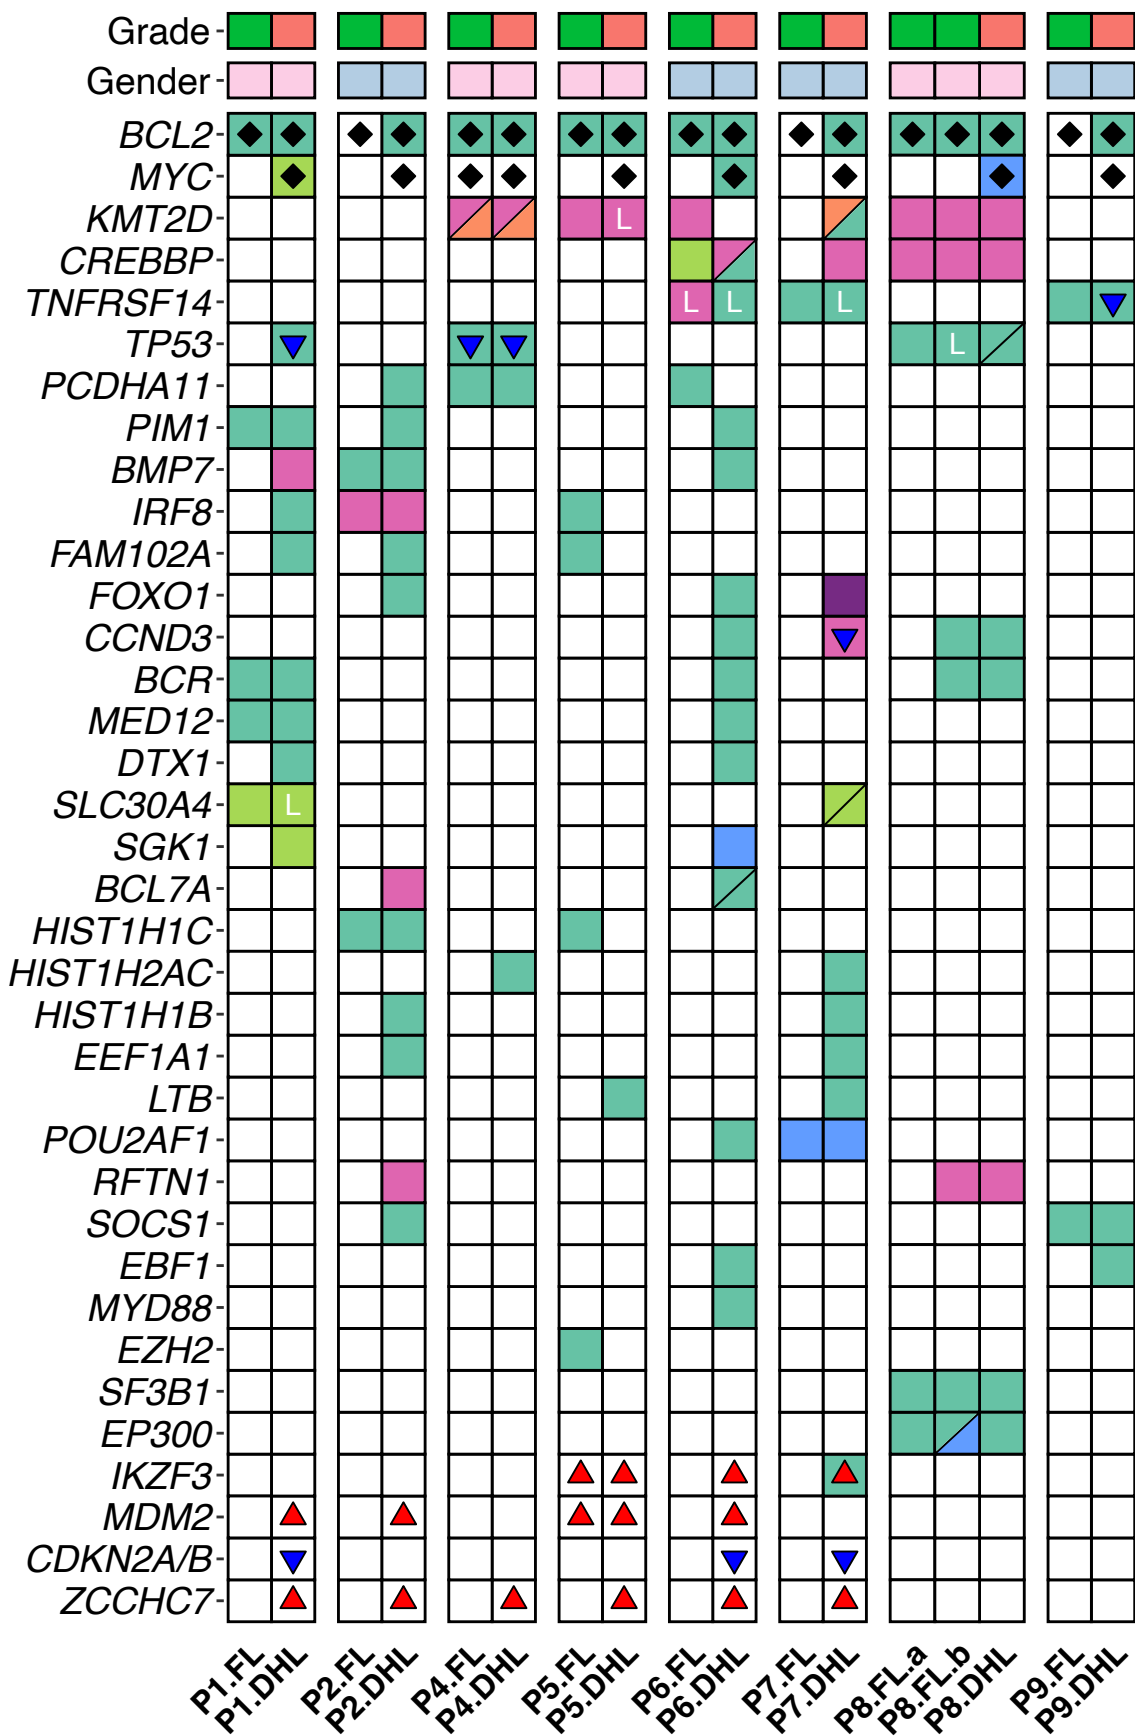 Grade
Gender
BCL2
MYC
KMT2D
L
CREBBP
TNFRSF14
L L L
TP53
L
PCDHA11
PIM1
BMP7
IRF8
FAM102A
FOXO1
CCND3
BCR
MED12
DTX1
SLC30A4
L
SGK1
BCL7A
HIST1H1C
HIST1H2AC
HIST1H1B
EEF1A1
LTB
POU2AF1
RFTN1
SOCS1
EBF1
MYD88
EZH2
SF3B1
EP300
IKZF3
MDM2
CDKN2A/B
ZCCHC7
P1.FL
P1.DHL
P2.FL
P2.DHL
P4.FL
P4.DHL
P5.FL
P5.DHL
P6.FL
P6.DHL
P7.FL
P7.DHL
P8.FL.a
P8.FL.b
P8.DHL
P9.FL
P9.DHL